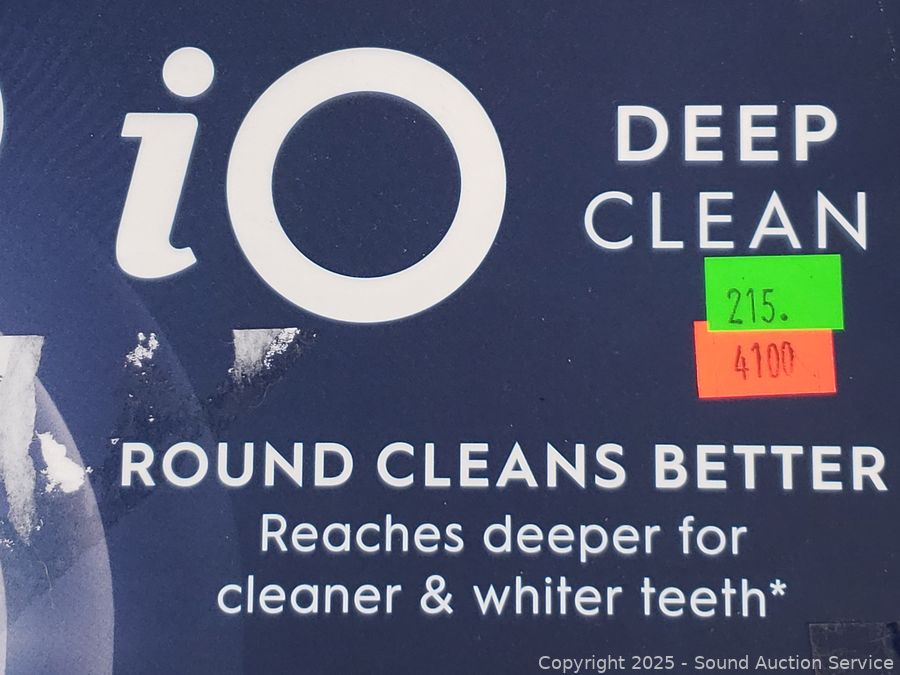 iO
DEEP
CLEAN
215.
4100
ROUND CLEANS BETTER
Reaches deeper for
cleaner & whiter teeth*
Copyright 2025 - Sound Auction Service